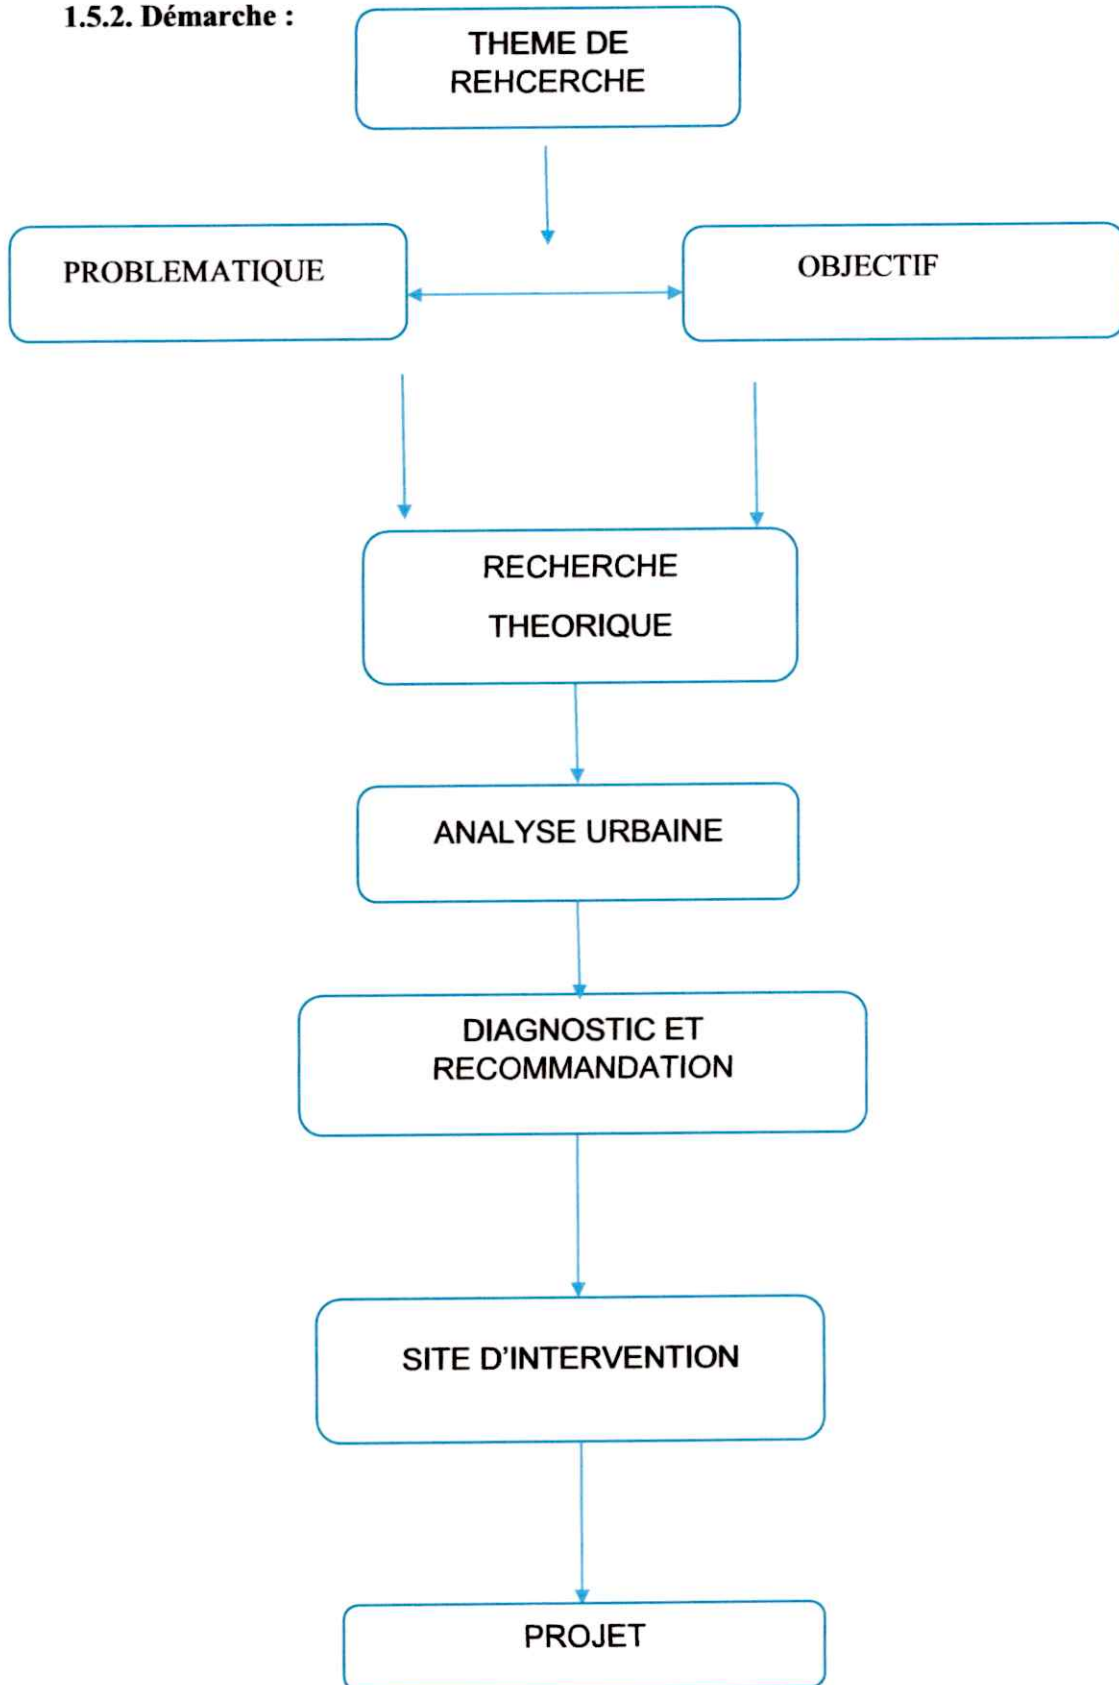 1.5.2. Démarche :
THEME DE
REHCERCHE
PROBLEMATIQUE
OBJECTIF
RECHERCHE
THEORIQUE
ANALYSE URBAINE
DIAGNOSTIC ET
RECOMMANDATION
SITE D'INTERVENTION
PROJET